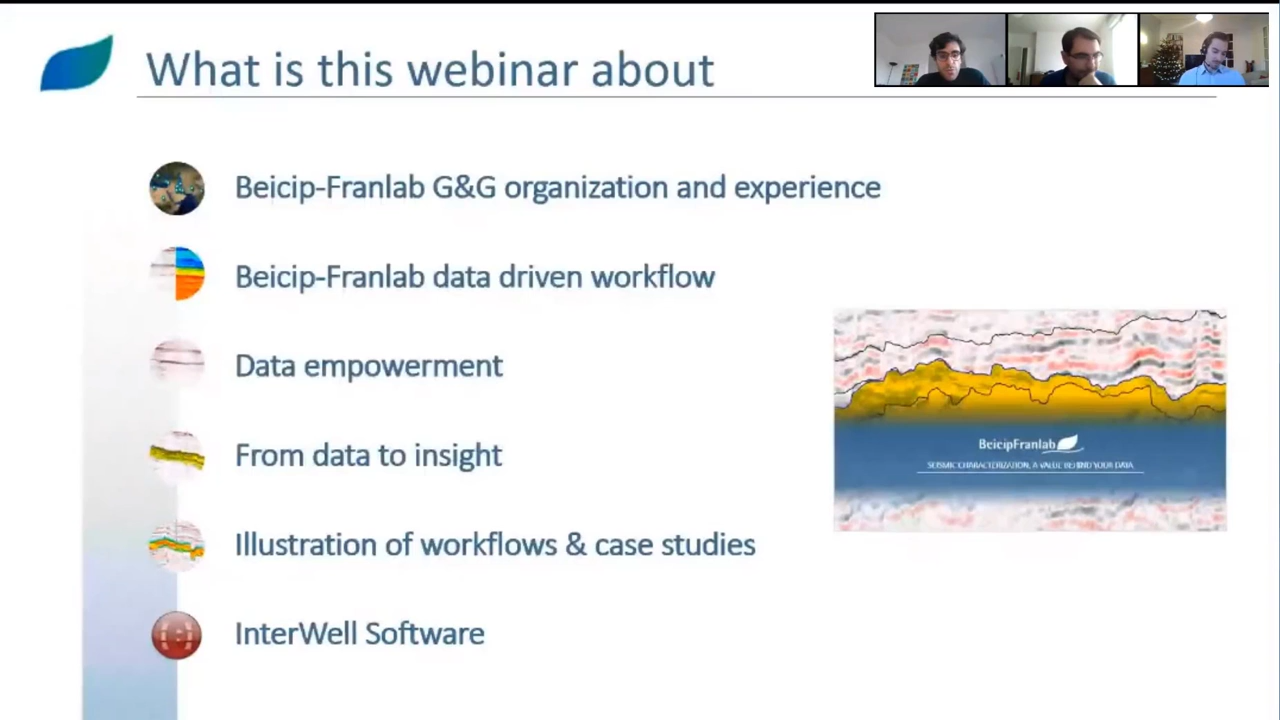 What is this webinar about
Beicip-Franlab G&G organization and experience
Beicip-Franlab data driven workflow
Data empowerment
From data to insight
Illustration of workflows & case studies
InterWell Software
BeicipFranlab
SEISMIC CHARACTERIZATION, A VALUE BEHIND YOUR DATA